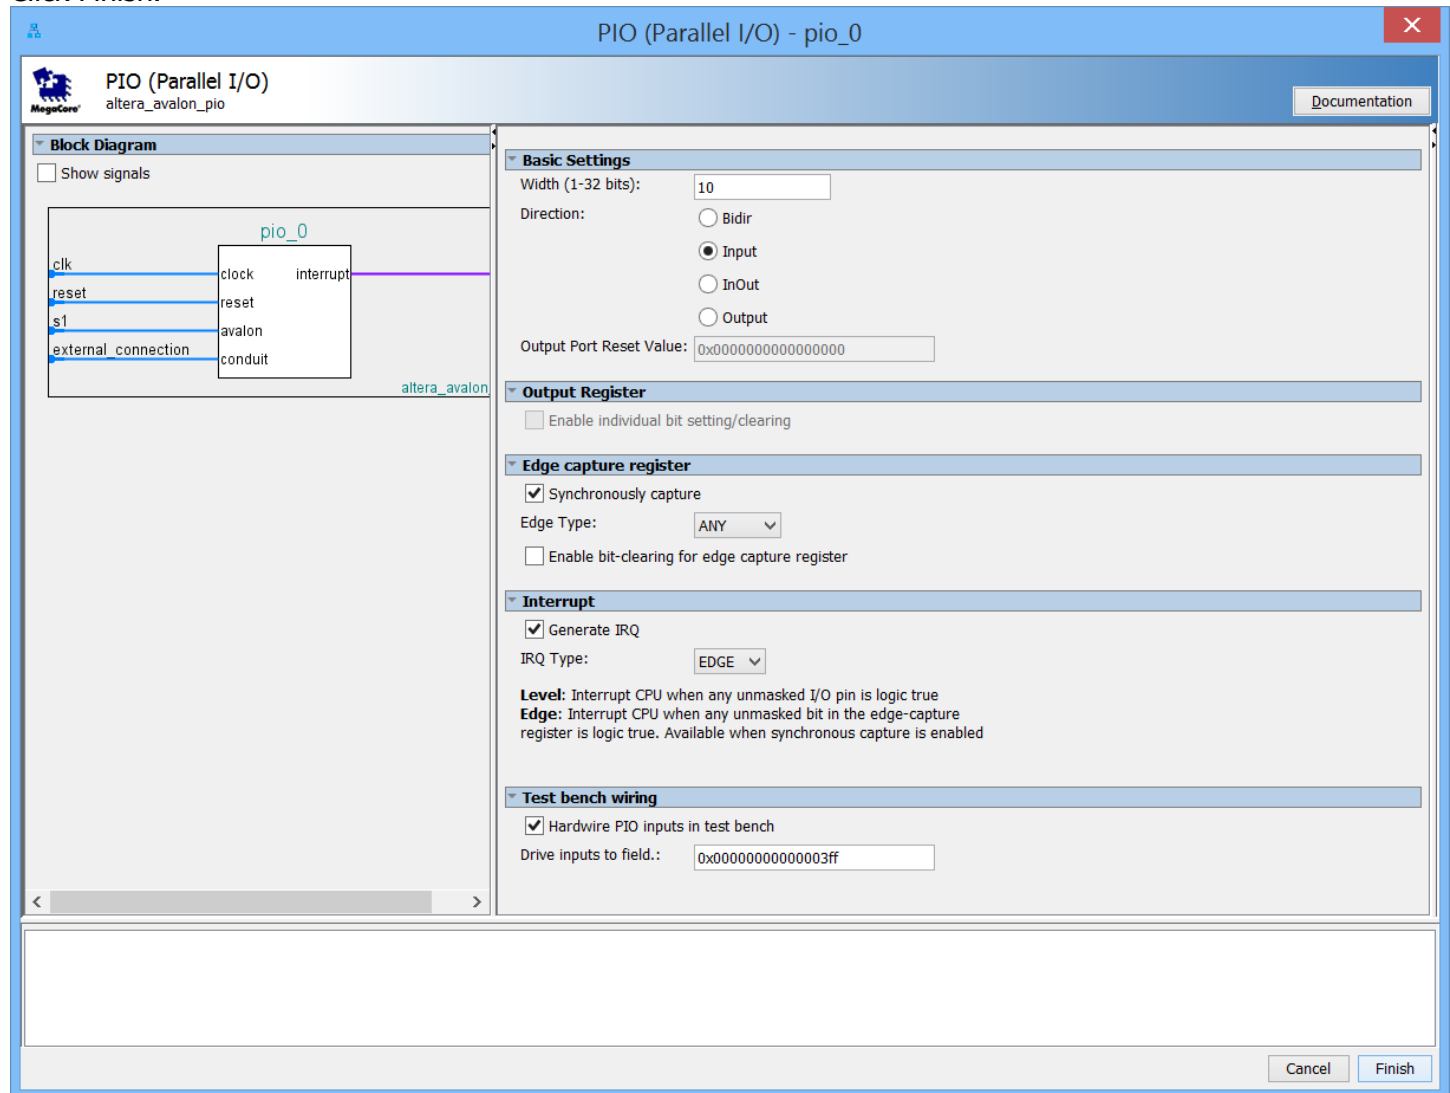 Click Finish.
PIO (Parallel I/O) - pio_0
PIO (Parallel I/O)
altera_avalon_pio
MegaCore®
Documentation
Block Diagram
Show signals
pio_0
clk
clock
interrupt
reset
reset
s1
avalon
external_connection
conduit
altera_avalon_
Basic Settings
Width (1-32 bits):
10
Direction:
Bidir
Input
InOut
Output
Output Port Reset Value:
0x0000000000000000
Output Register
Enable individual bit setting/clearing
Edge capture register
Synchronously capture
Edge Type:
ANY
Enable bit-clearing for edge capture register
Interrupt
Generate IRQ
IRQ Type:
EDGE
Level: Interrupt CPU when any unmasked I/O pin is logic true
Edge: Interrupt CPU when any unmasked bit in the edge-capture
register is logic true. Available when synchronous capture is enabled
Test bench wiring
Hardwire PIO inputs in test bench
Drive inputs to field.:
0x00000000000003ff
Cancel
Finish